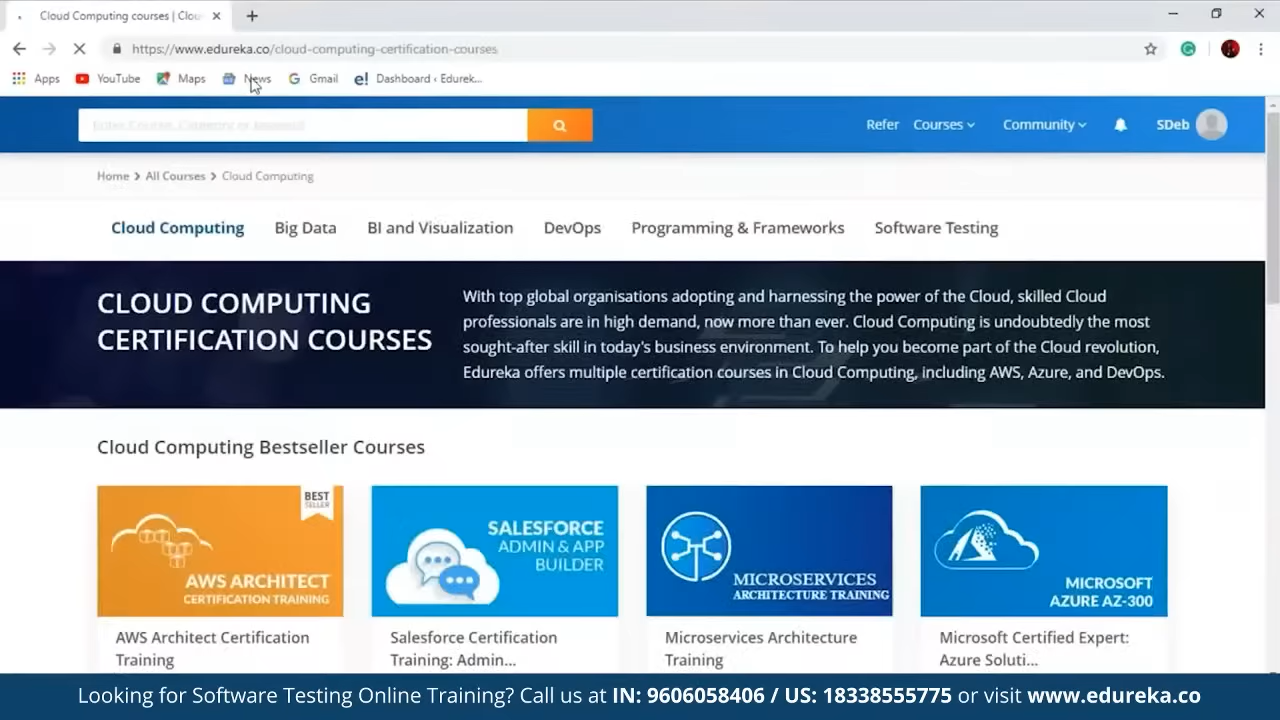 Cloud Computing courses | Clou
https://www.edureka.co/cloud-computing-certification-courses
Apps YouTube Maps News Gmail e! Dashboard ‹ Edurek...
Refer Courses Community SDeb
Home > All Courses > Cloud Computing
Cloud Computing Big Data BI and Visualization DevOps Programming & Frameworks Software Testing
CLOUD COMPUTING
CERTIFICATION COURSES
With top global organisations adopting and harnessing the power of the Cloud, skilled Cloud
professionals are in high demand, now more than ever. Cloud Computing is undoubtedly the most
sought-after skill in today's business environment. To help you become part of the Cloud revolution,
Edureka offers multiple certification courses in Cloud Computing, including AWS, Azure, and DevOps.
Cloud Computing Bestseller Courses
BEST
SELLER
AWS ARCHITECT
CERTIFICATION TRAINING
SALESFORCE
ADMIN & APP
BUILDER
MICROSERVICES
ARCHITECTURE TRAINING
MICROSOFT
AZURE AZ-300
AWS Architect Certification
Training
Salesforce Certification
Training: Admin...
Microservices Architecture
Training
Microsoft Certified Expert:
Azure Soluti...
Looking for Software Testing Online Training? Call us at IN: 9606058406 / US: 18338555775 or visit www.edureka.co